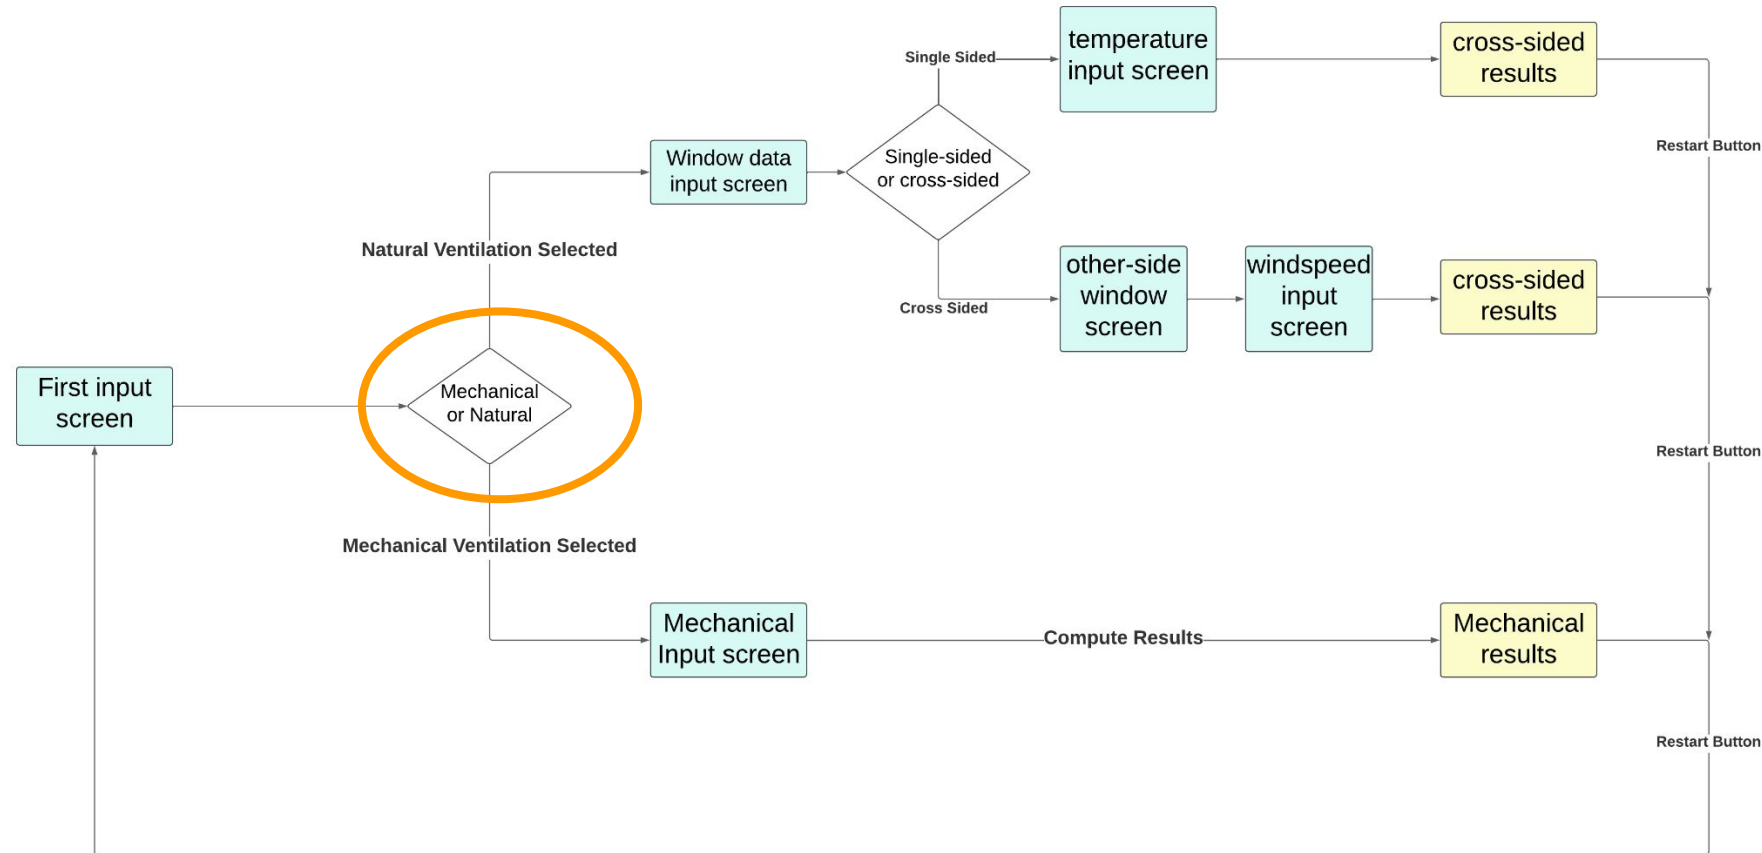 temperature
input screen
cross-sided
results
Single Sided
Restart Button
Window data
input screen
Single-sided
or cross-sided
Natural Ventilation Selected
other-side
window
screen
windspeed
input
screen
cross-sided
results
Cross Sided
First input
screen
Mechanical
or Natural
Restart Button
Mechanical Ventilation Selected
Mechanical
Input screen
Compute Results
Mechanical
results
Restart Button